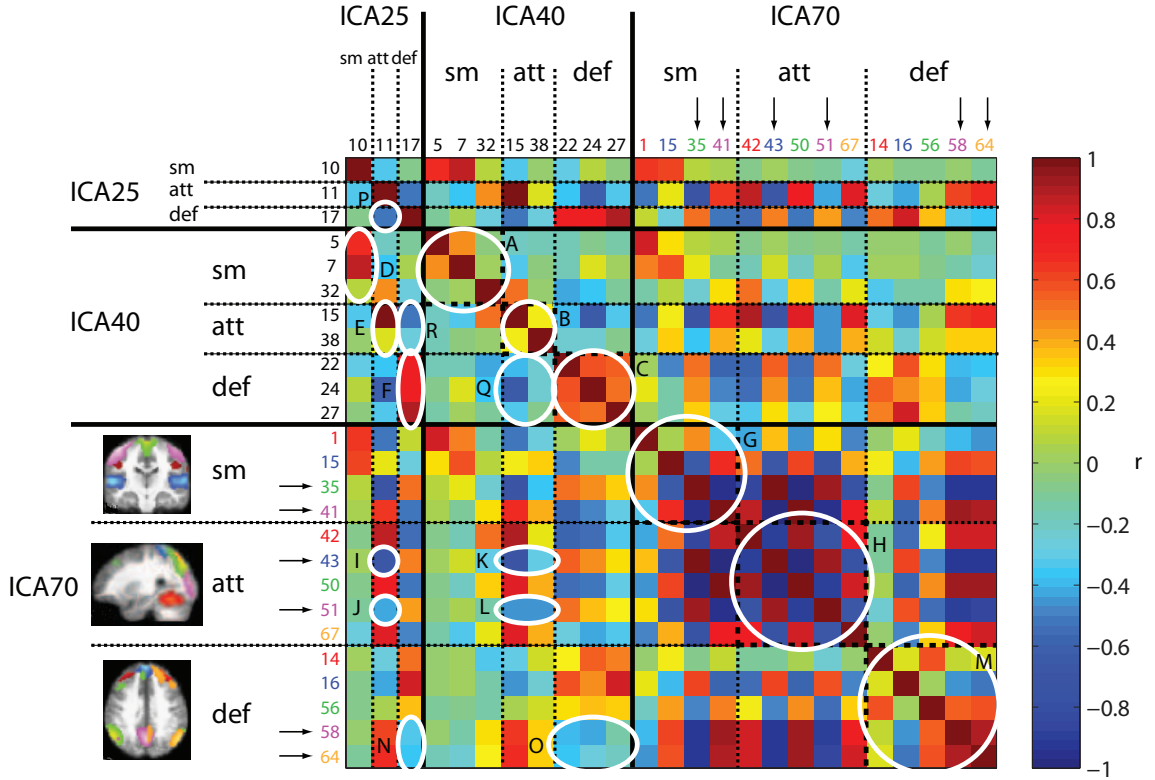 ICA25 ICA40 ICA70
sm att def sm att def sm att def
10 11 17 5 7 32 15 38 22 24 27 1 15 35 41 42 43 50 51 67 14 16 56 58 64
ICA25
sm 10
att 11
def 17
P
ICA40
sm
5
7
32
A
D
att
15
38
E
R
B
def
22
24
27
F
Q
C
ICA70
sm
1
15
35
41
G
att
42
43
50
51
67
H
I
K
J
L
def
14
16
56
58
64
M
N
O
1
0.8
0.6
0.4
0.2
0
r
−0.2
−0.4
−0.6
−0.8
−1